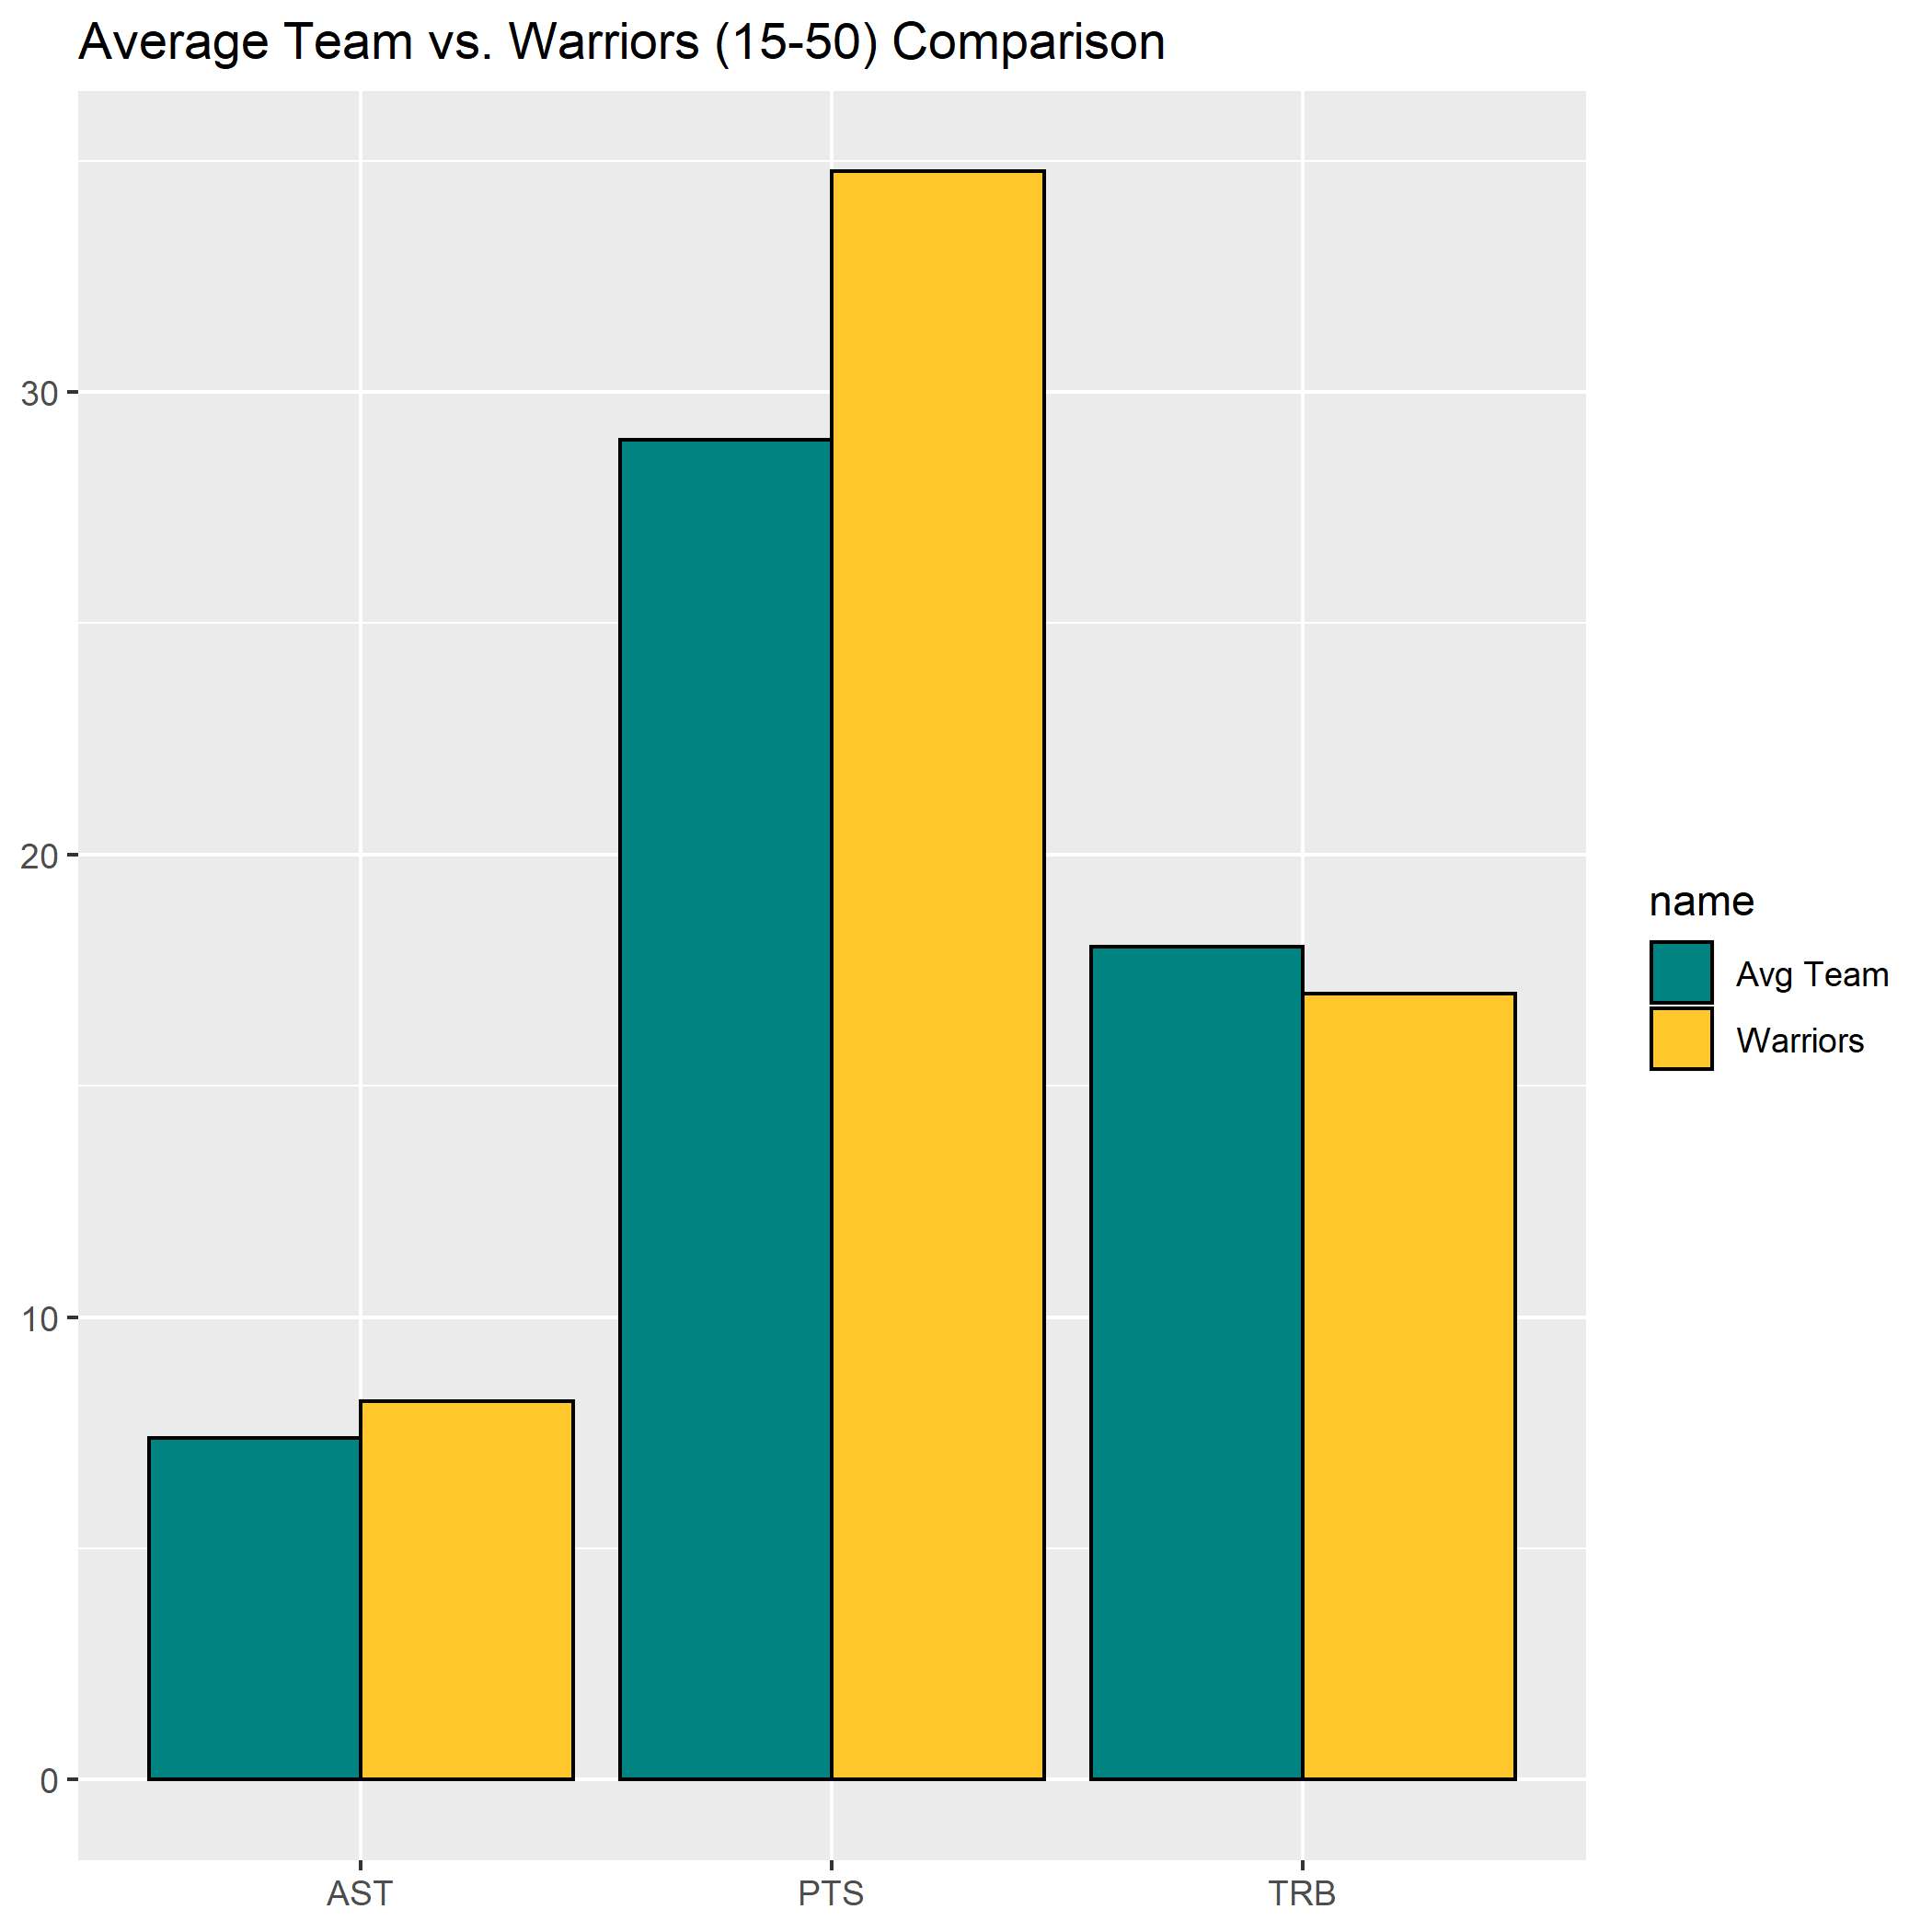 Average Team vs. Warriors (15-50) Comparison
30
20
10
0
AST PTS TRB
name
Avg Team
Warriors